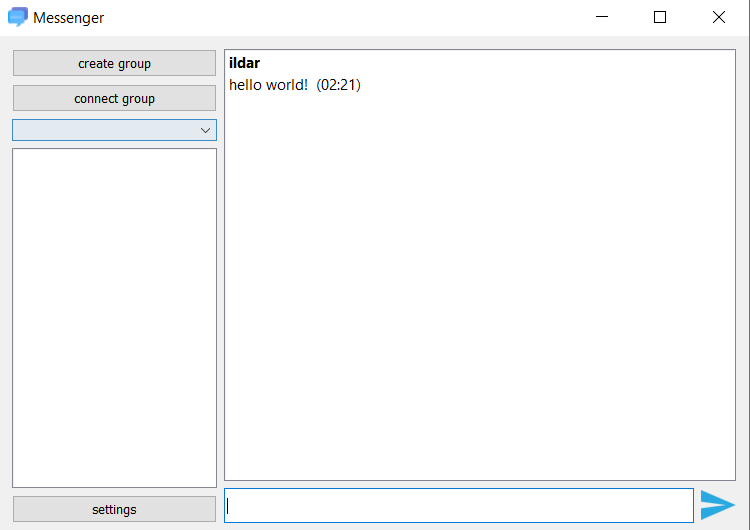 Messenger
create group
connect group
settings
ildar
hello world!  (02:21)